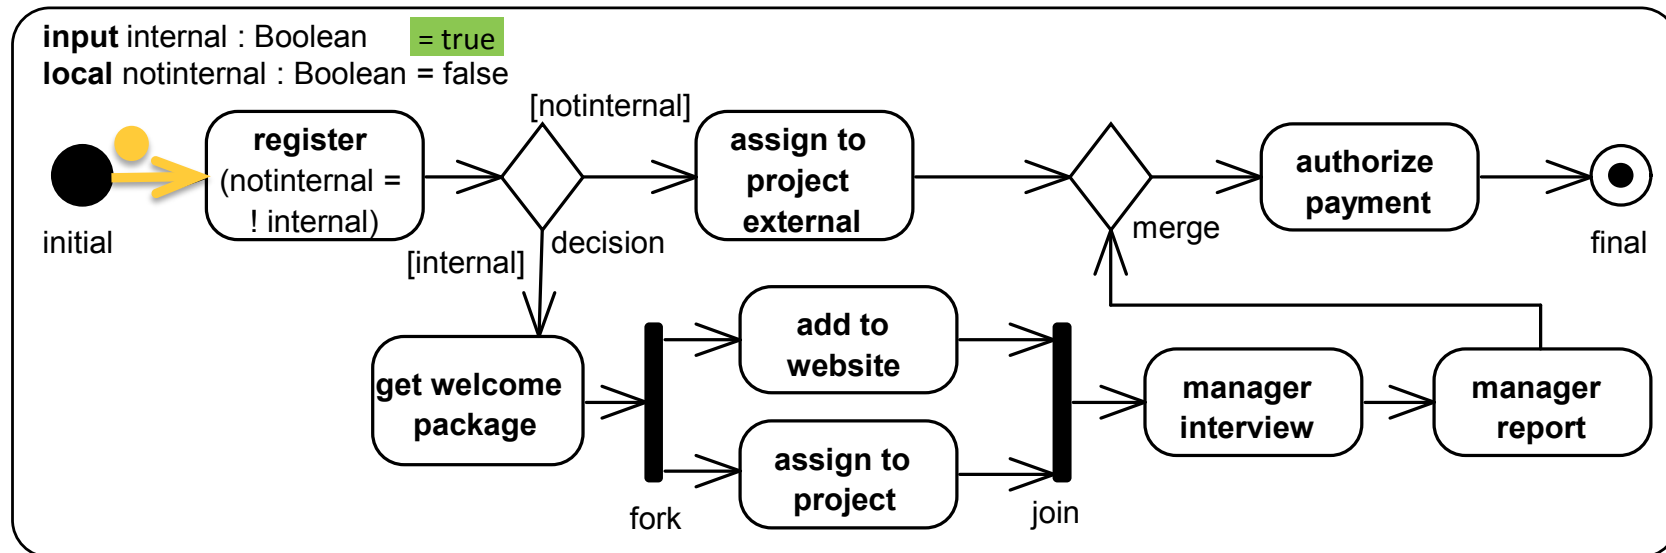 input internal : Boolean = true
local notinternal : Boolean = false
[notinternal]
register
(notinternal =
! internal)
assign to
project
external
authorize
payment
initial
decision
merge
final
[internal]
get welcome
package
add to
website
assign to
project
manager
interview
manager
report
fork
join